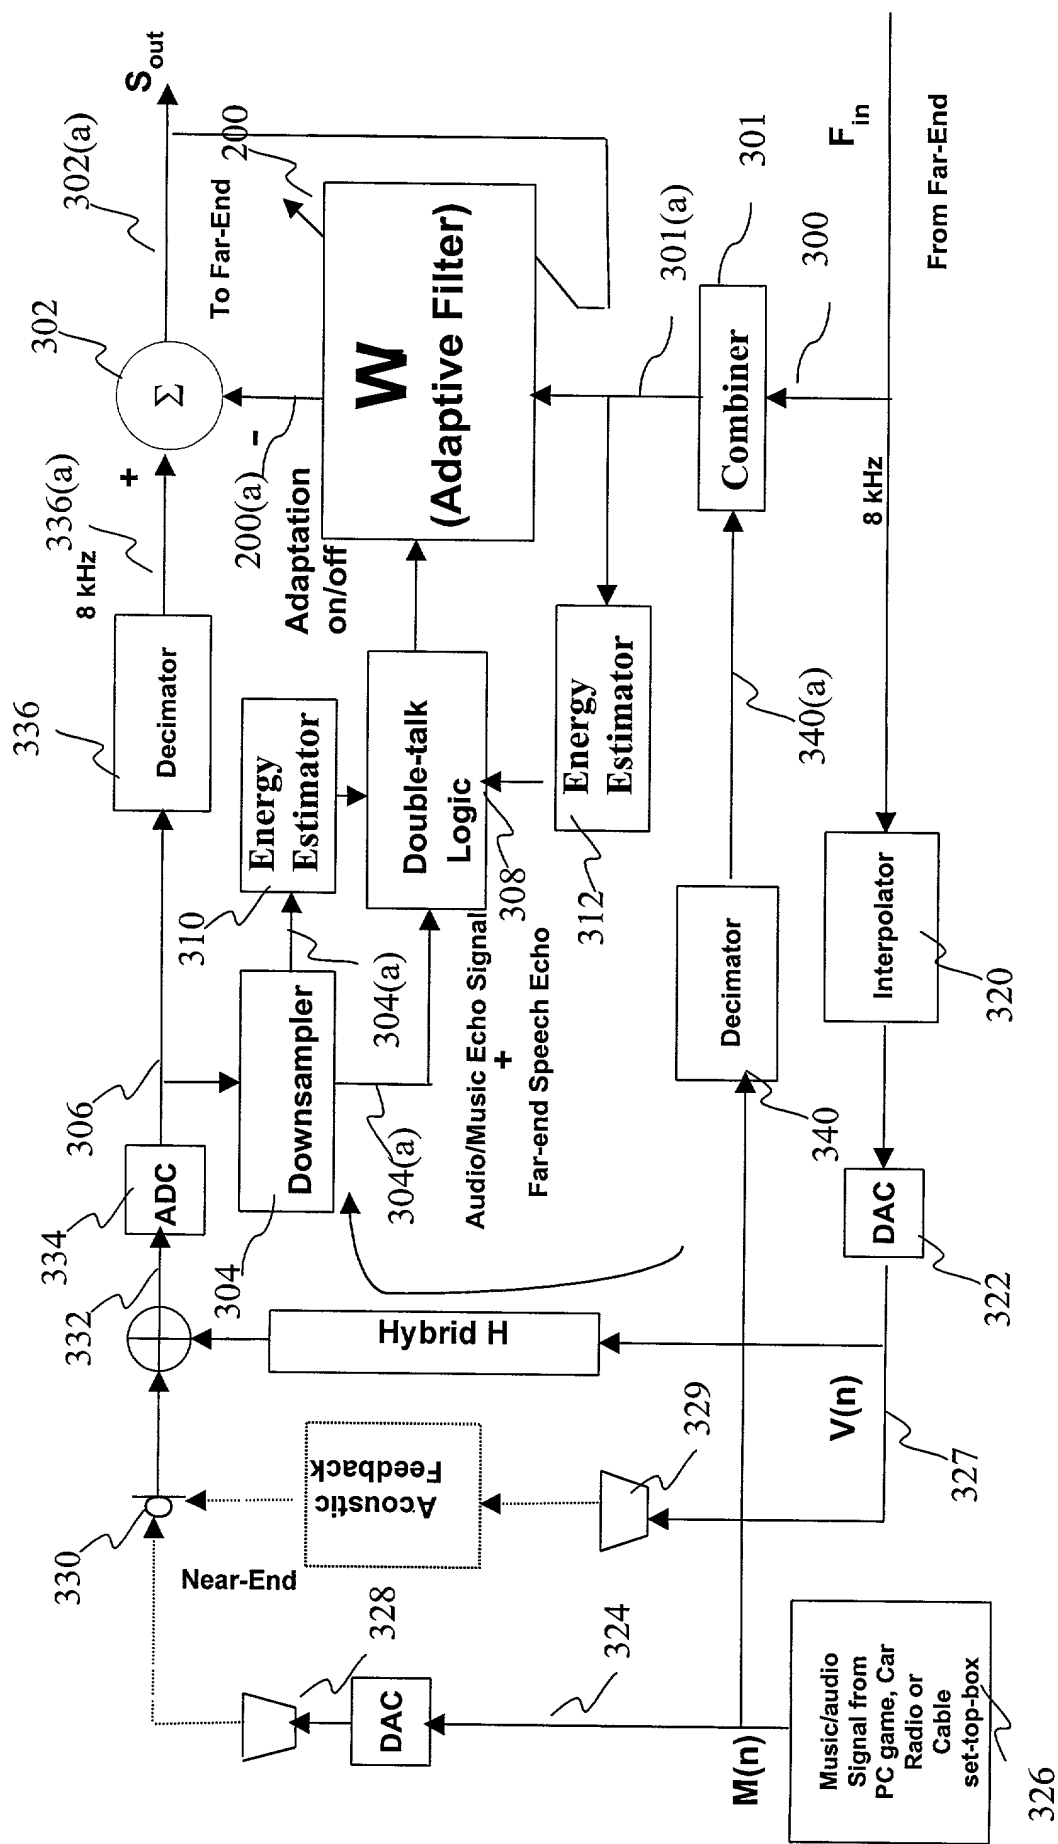 S out
302(a)
302
To Far-End
200
336(a)
+
8 kHz
Σ
-
200(a)
Adaptation
on/off
W
(Adaptive Filter)
301(a)
301
Combiner
300
F in
From Far-End
8 kHz
336
Decimator
310
Energy
Estimator
Double-talk
Logic
308
Energy
Estimator
312
340(a)
306
334
ADC
332
304
Downsampler
304(a)
304(a)
Audio/Music Echo Signal
+
Far-end Speech Echo
Decimator
340
Interpolator
320
DAC
322
Hybrid H
330
Near-End
Acoustic
Feedback
329
V(n)
327
328
DAC
324
M(n)
Music/audio
Signal from
PC game, Car
Radio or
Cable
set-top-box
326